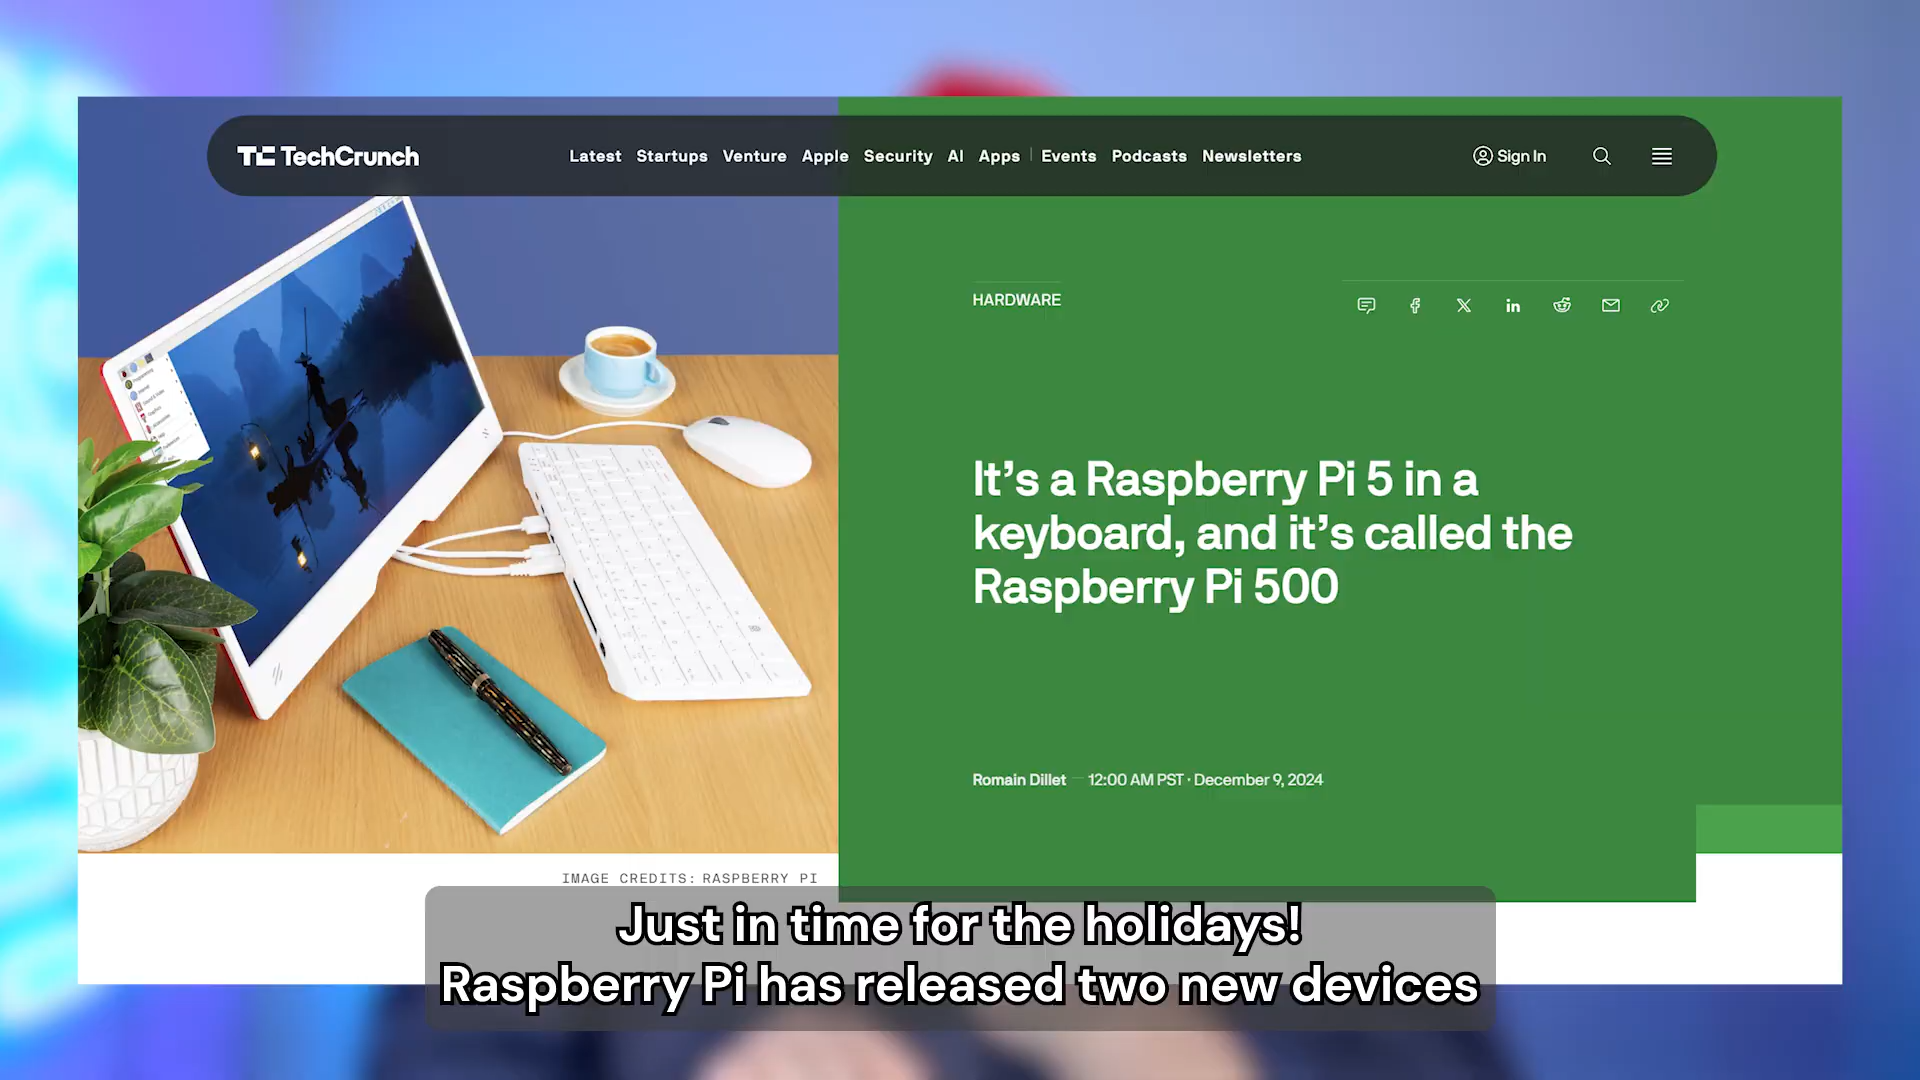 TechCrunch
Latest Startups Venture Apple Security AI Apps Events Podcasts Newsletters
Sign In
HARDWARE
It’s a Raspberry Pi 5 in a
keyboard, and it’s called the
Raspberry Pi 500
Romain Dillet — 12:00 AM PST · December 9, 2024
IMAGE CREDITS: RASPBERRY PI
Just in time for the holidays!
Raspberry Pi has released two new devices